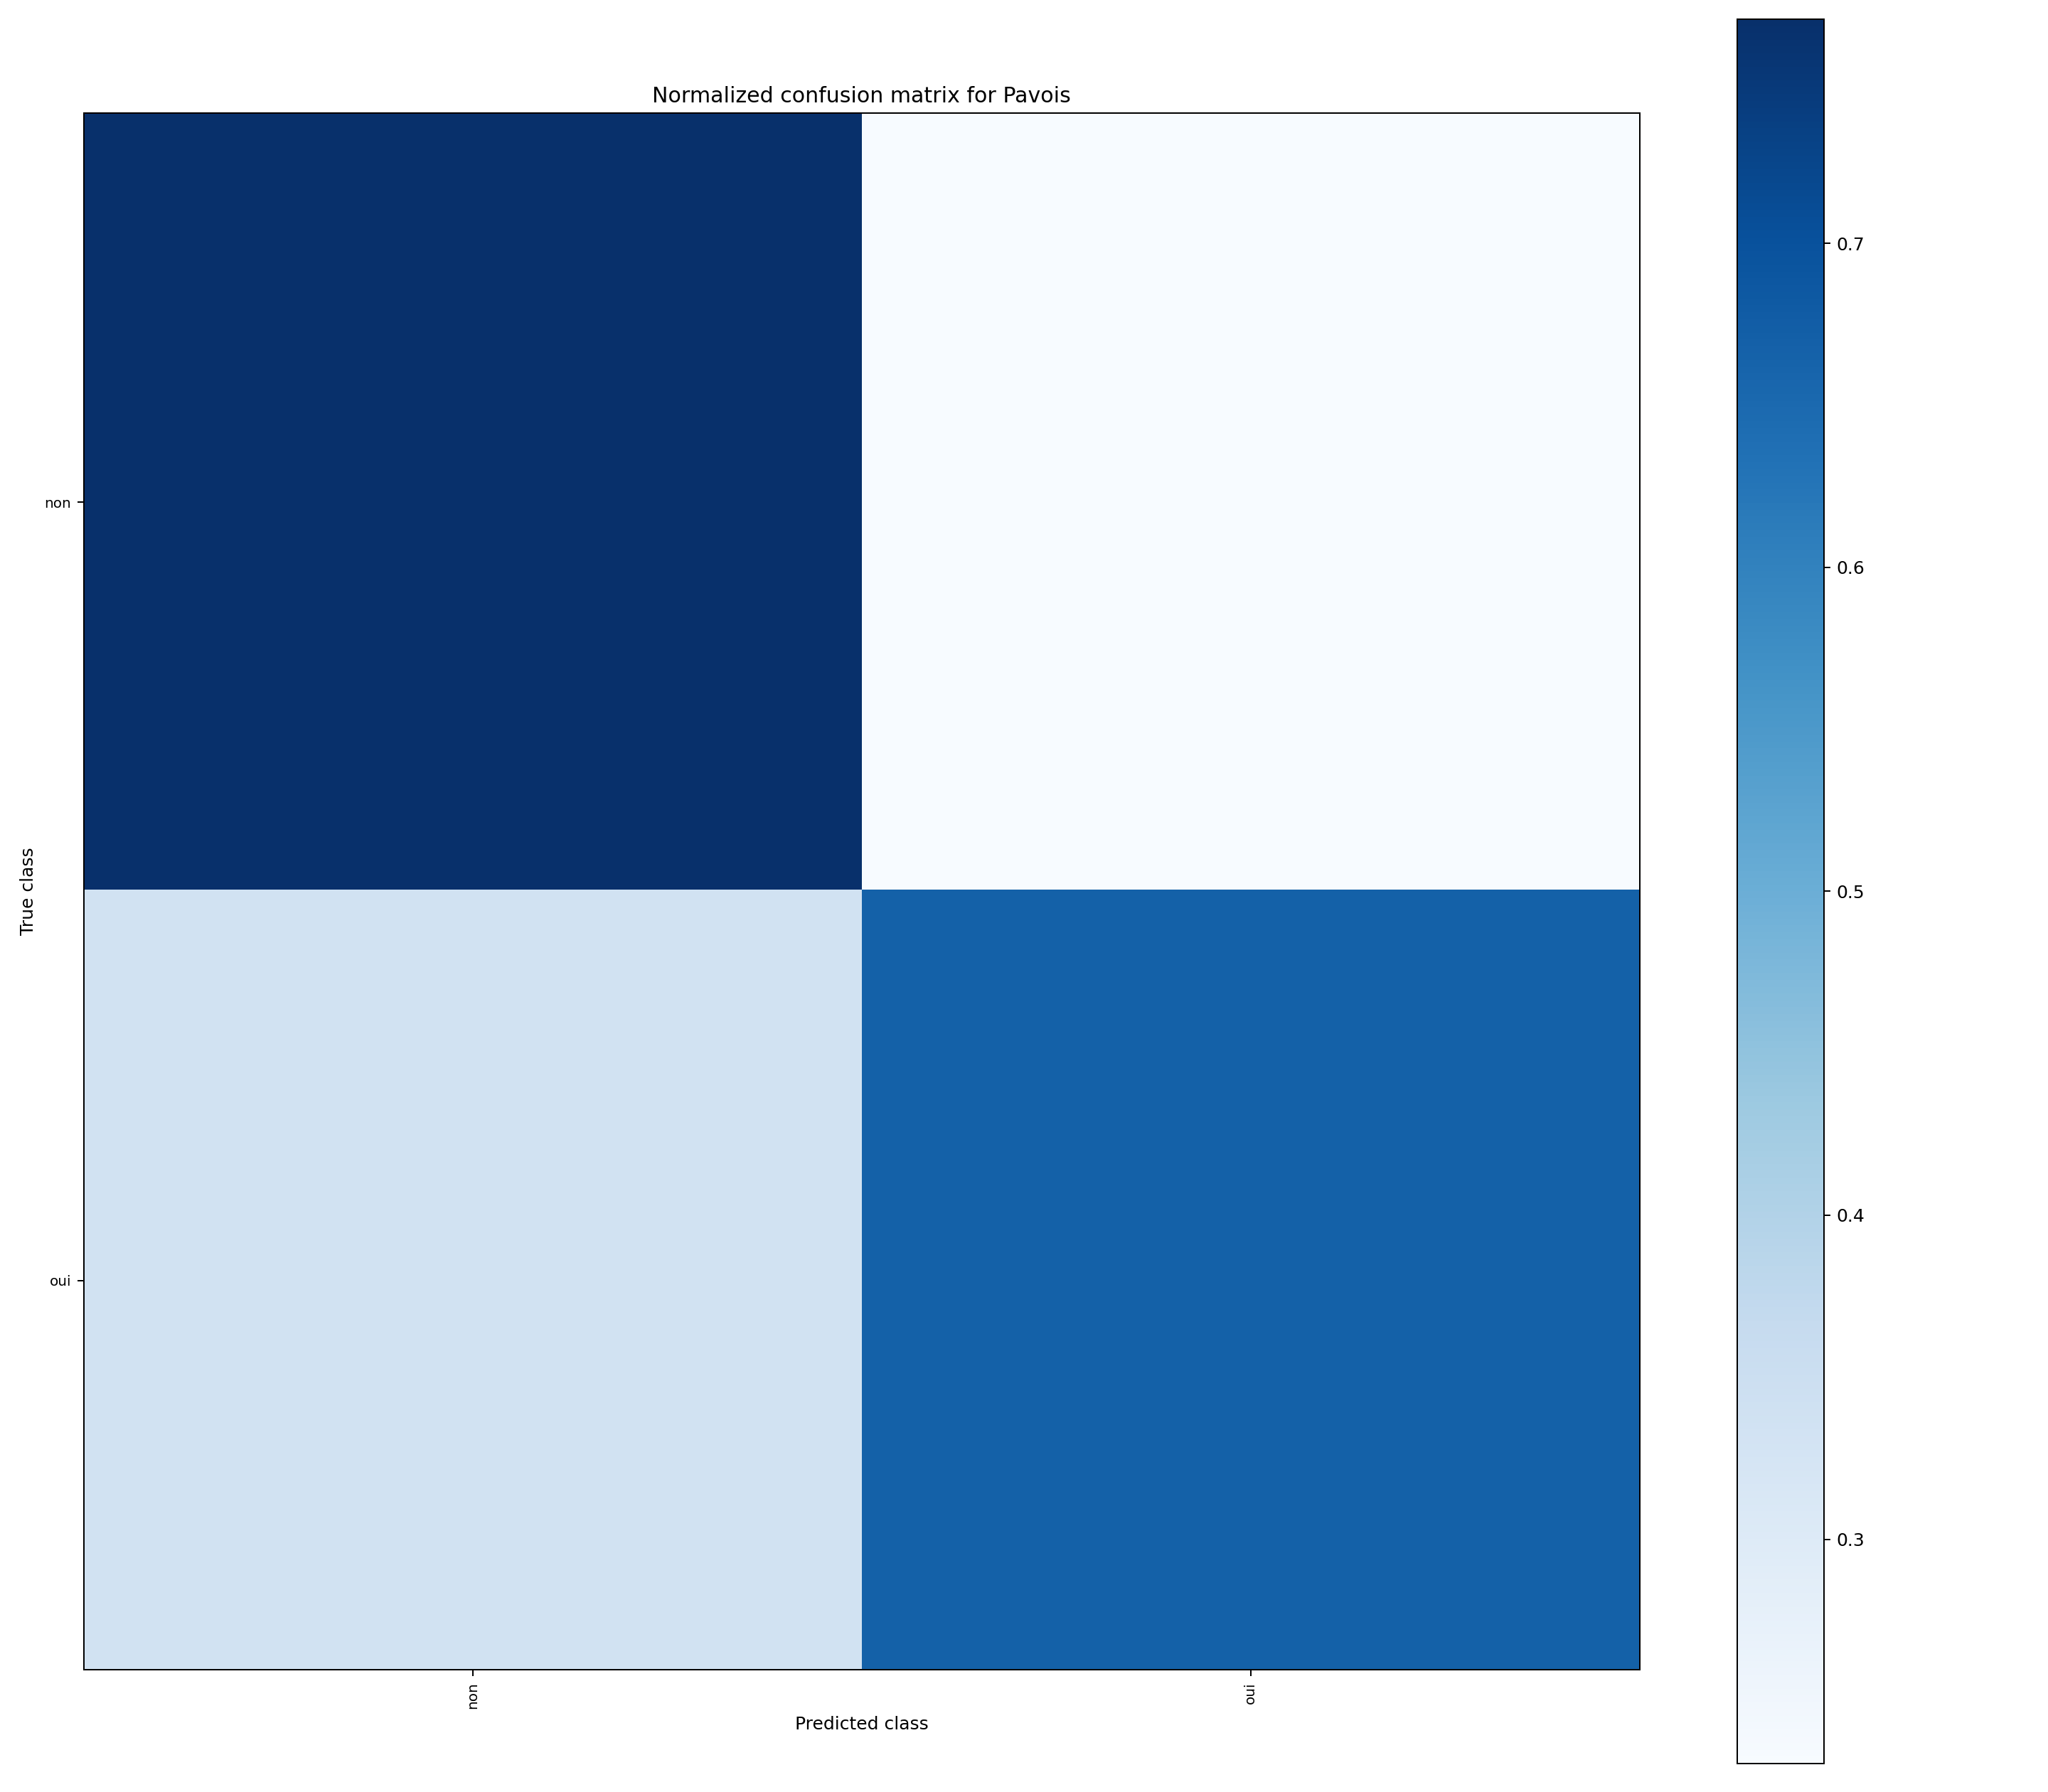 Normalized confusion matrix for Pavois
True class
non
oui
non
oui
Predicted class
0.7
0.6
0.5
0.4
0.3